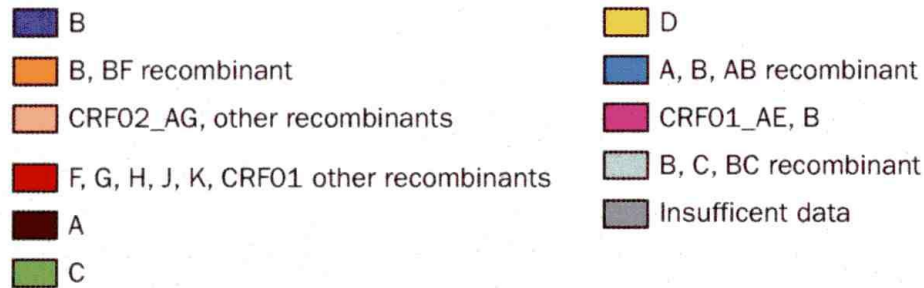 B
B, BF recombinant
CRF02_AG, other recombinants
F, G, H, J, K, CRF01 other recombinants
A
C
D
A, B, AB recombinant
CRF01_AE, B
B, C, BC recombinant
Insufficent data